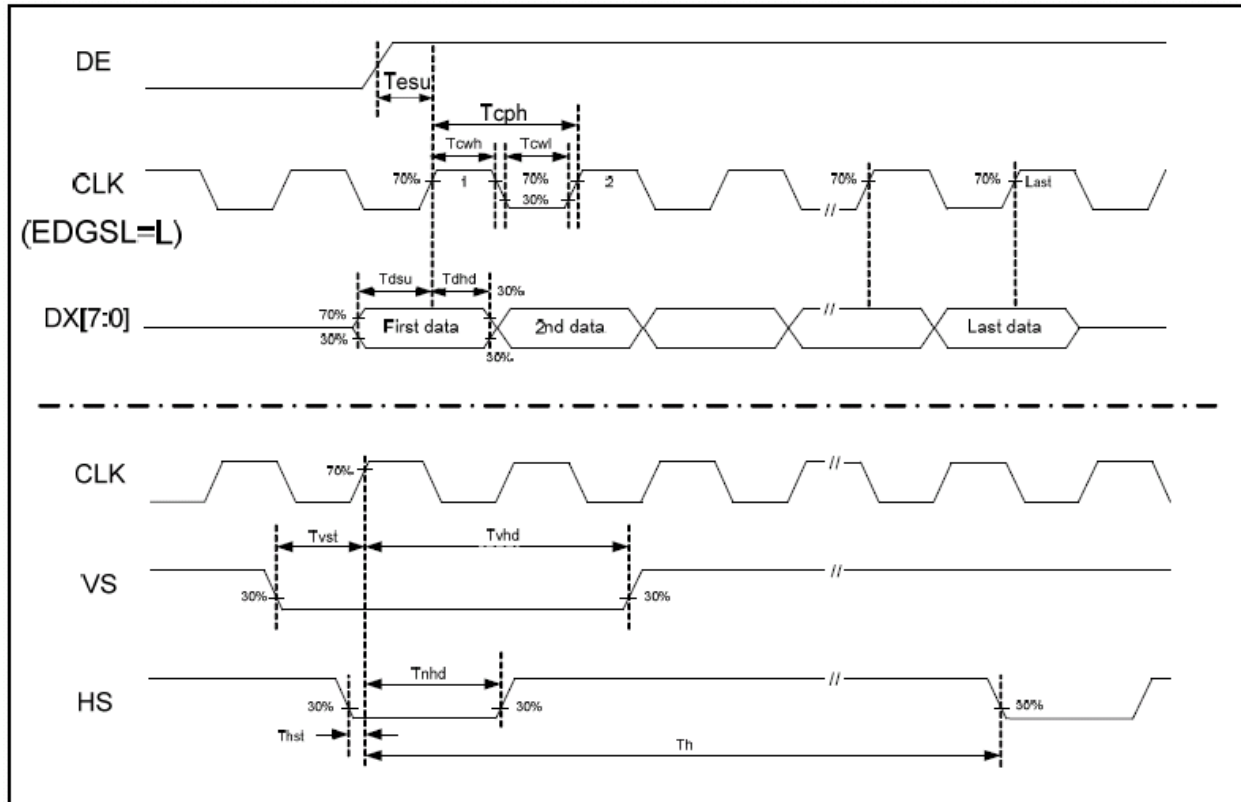 DE
Tesu
Tcph
Tcwh
Tcwl
CLK
(EDGSL=L)
70%
1
70%
30%
2
70%
//
70%
Last
Tdsu
Tdhd
30%
DX[7:0]
70%
30%
First data
30%
2nd data
//
Last data
CLK
70%
//
Tvst
Tvhd
VS
30%
30%
//
Tnhd
HS
30%
30%
//
30%
Thst
Th